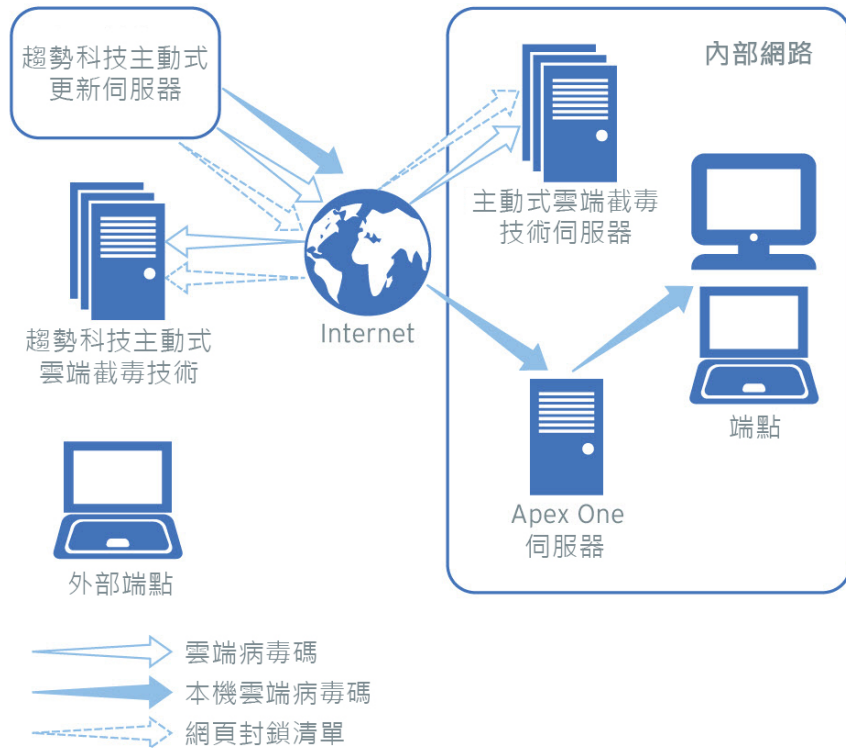 趨勢科技主動式
更新伺服器
內部網路
主動式雲端截毒
技術伺服器
Internet
趨勢科技主動式
雲端截毒技術
端點
Apex One
伺服器
外部端點
雲端病毒碼
本機雲端病毒碼
網頁封鎖清單